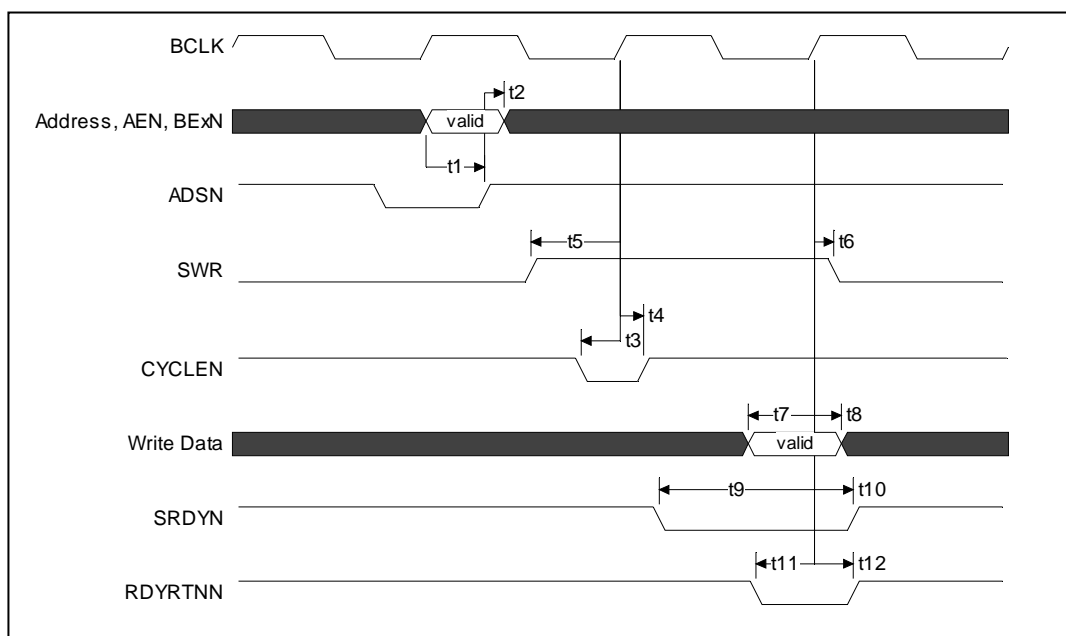 BCLK
t2
Address, AEN, BExN
valid
t1
ADSN
t5
t6
SWR
t4
t3
CYCLEN
t7
t8
Write Data
valid
t9
t10
SRDYN
t11
t12
RDYRTNN